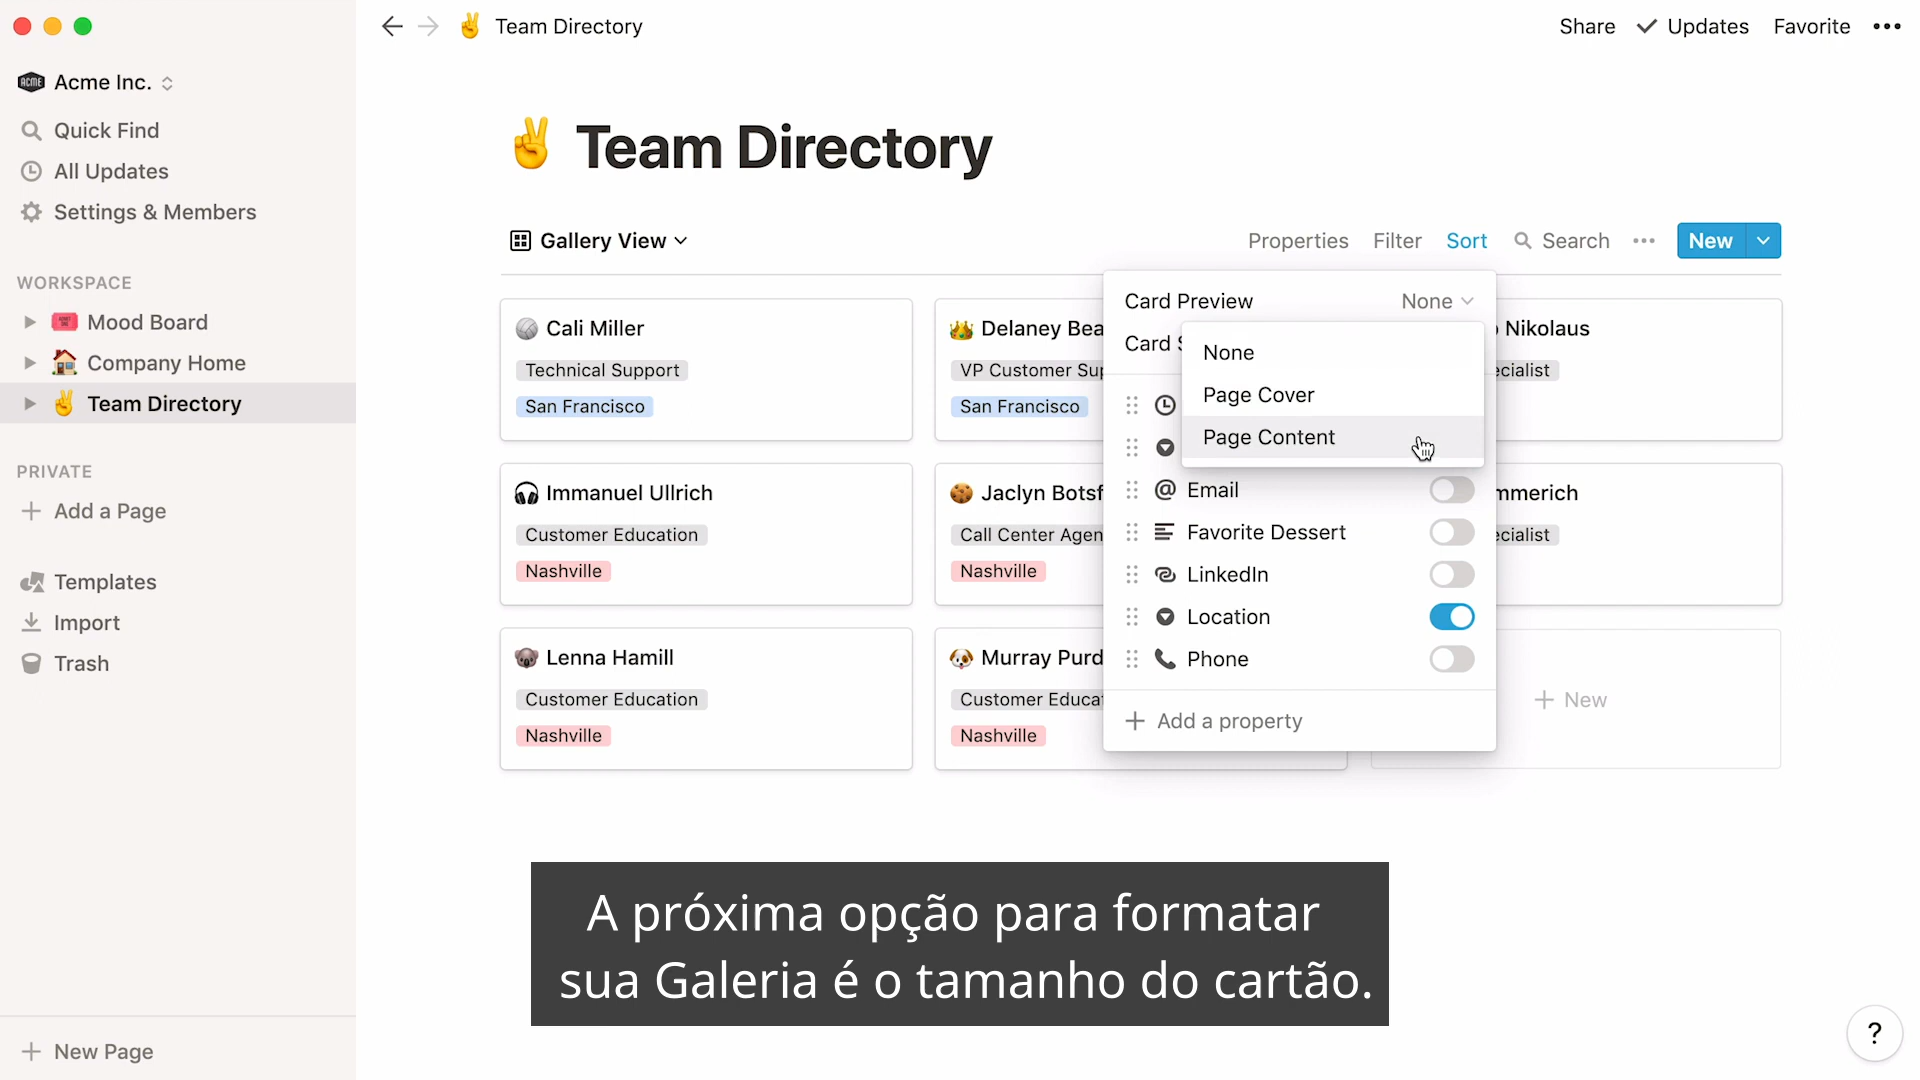 Team Directory
Share
Updates
Favorite
ACME
Acme Inc.
Quick Find
All Updates
Settings & Members
WORKSPACE
Mood Board
Company Home
Team Directory
PRIVATE
Add a Page
Templates
Import
Trash
New Page
Team Directory
Gallery View
Properties
Filter
Sort
Search
New
Cali Miller
Technical Support
San Francisco
Delaney Bea
VP Customer Sup
San Francisco
Nikolaus
ecialist
Immanuel Ullrich
Customer Education
Nashville
Jaclyn Botsf
Call Center Agen
Nashville
mmerich
ecialist
Lenna Hamill
Customer Education
Nashville
Murray Purd
Customer Educat
Nashville
+ New
Card Preview
None
Card S
None
Page Cover
Page Content
Email
Favorite Dessert
LinkedIn
Location
Phone
+ Add a property
A próxima opção para formatar
sua Galeria é o tamanho do cartão.
?